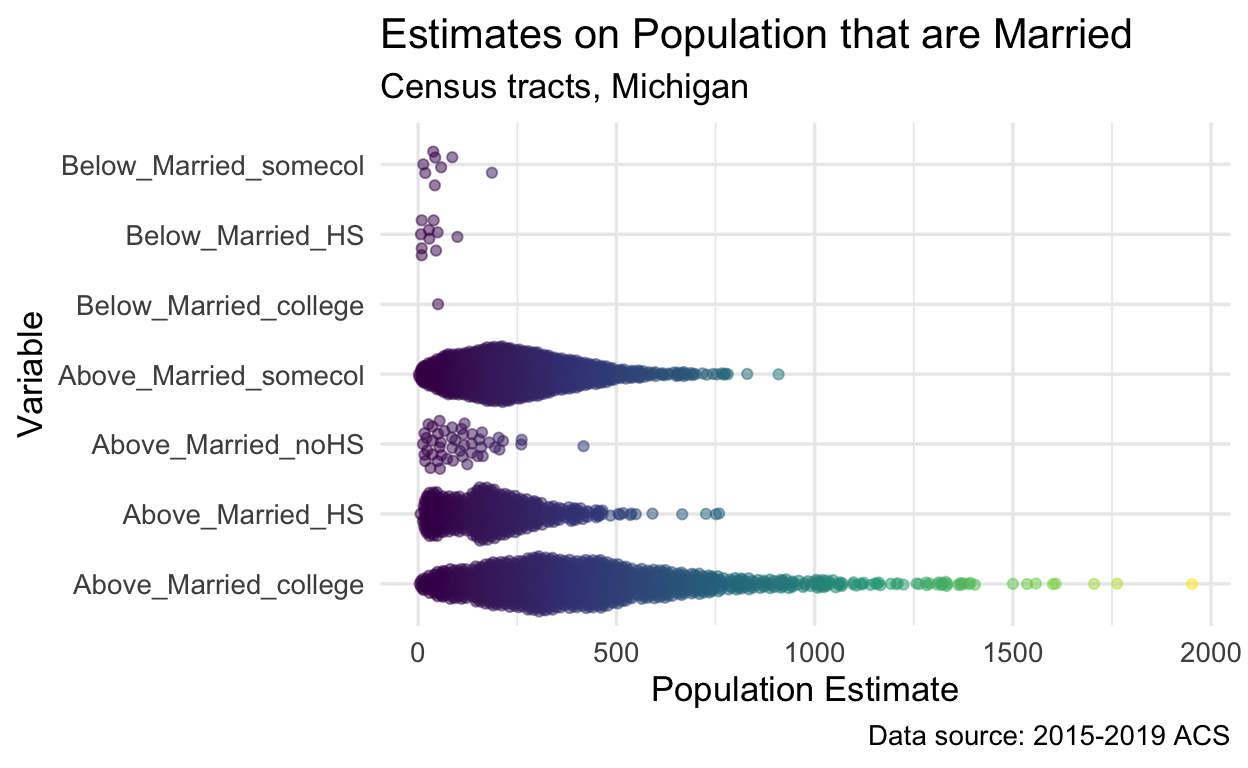 Estimates on Population that are Married
Census tracts, Michigan
Variable
Below_Married_somecol
Below_Married_HS
Below_Married_college
Above_Married_somecol
Above_Married_noHS
Above_Married_HS
Above_Married_college
0 500 1000 1500 2000
Population Estimate
Data source: 2015-2019 ACS